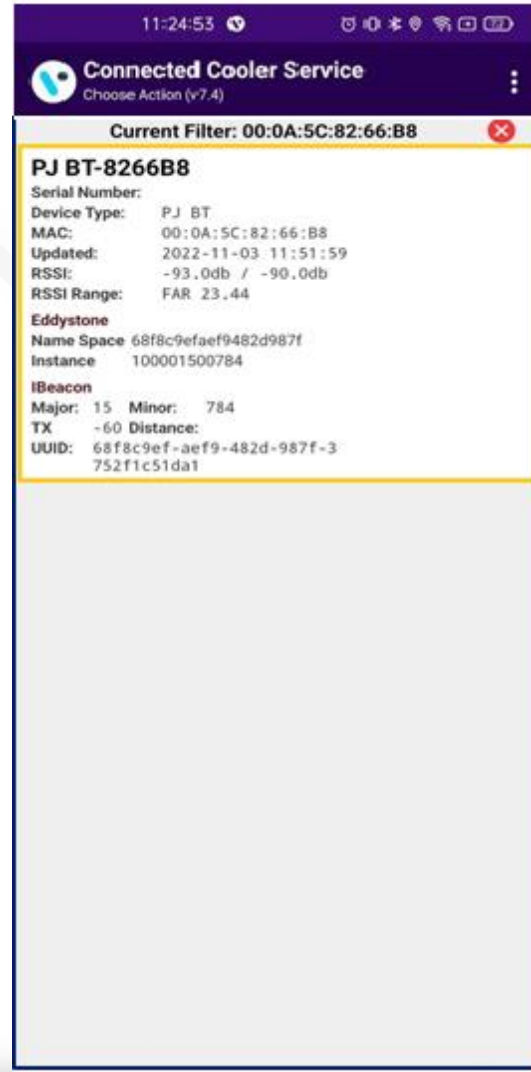 11:24:53
Connected Cooler Service
Choose Action (v7.4)
Current Filter: 00:0A:5C:82:66:B8
PJ BT-8266B8
Serial Number:
Device Type: PJ BT
MAC: 00:0A:5C:82:66:B8
Updated: 2022-11-03 11:51:59
RSSI: -93.0db / -90.0db
RSSI Range: FAR 23.44
Eddystone
Name Space 68f8c9efaef9482d987f
Instance 100001500784
IBeacon
Major: 15 Minor: 784
TX -60 Distance:
UUID: 68f8c9ef-aef9-482d-987f-3
752f1c51da1